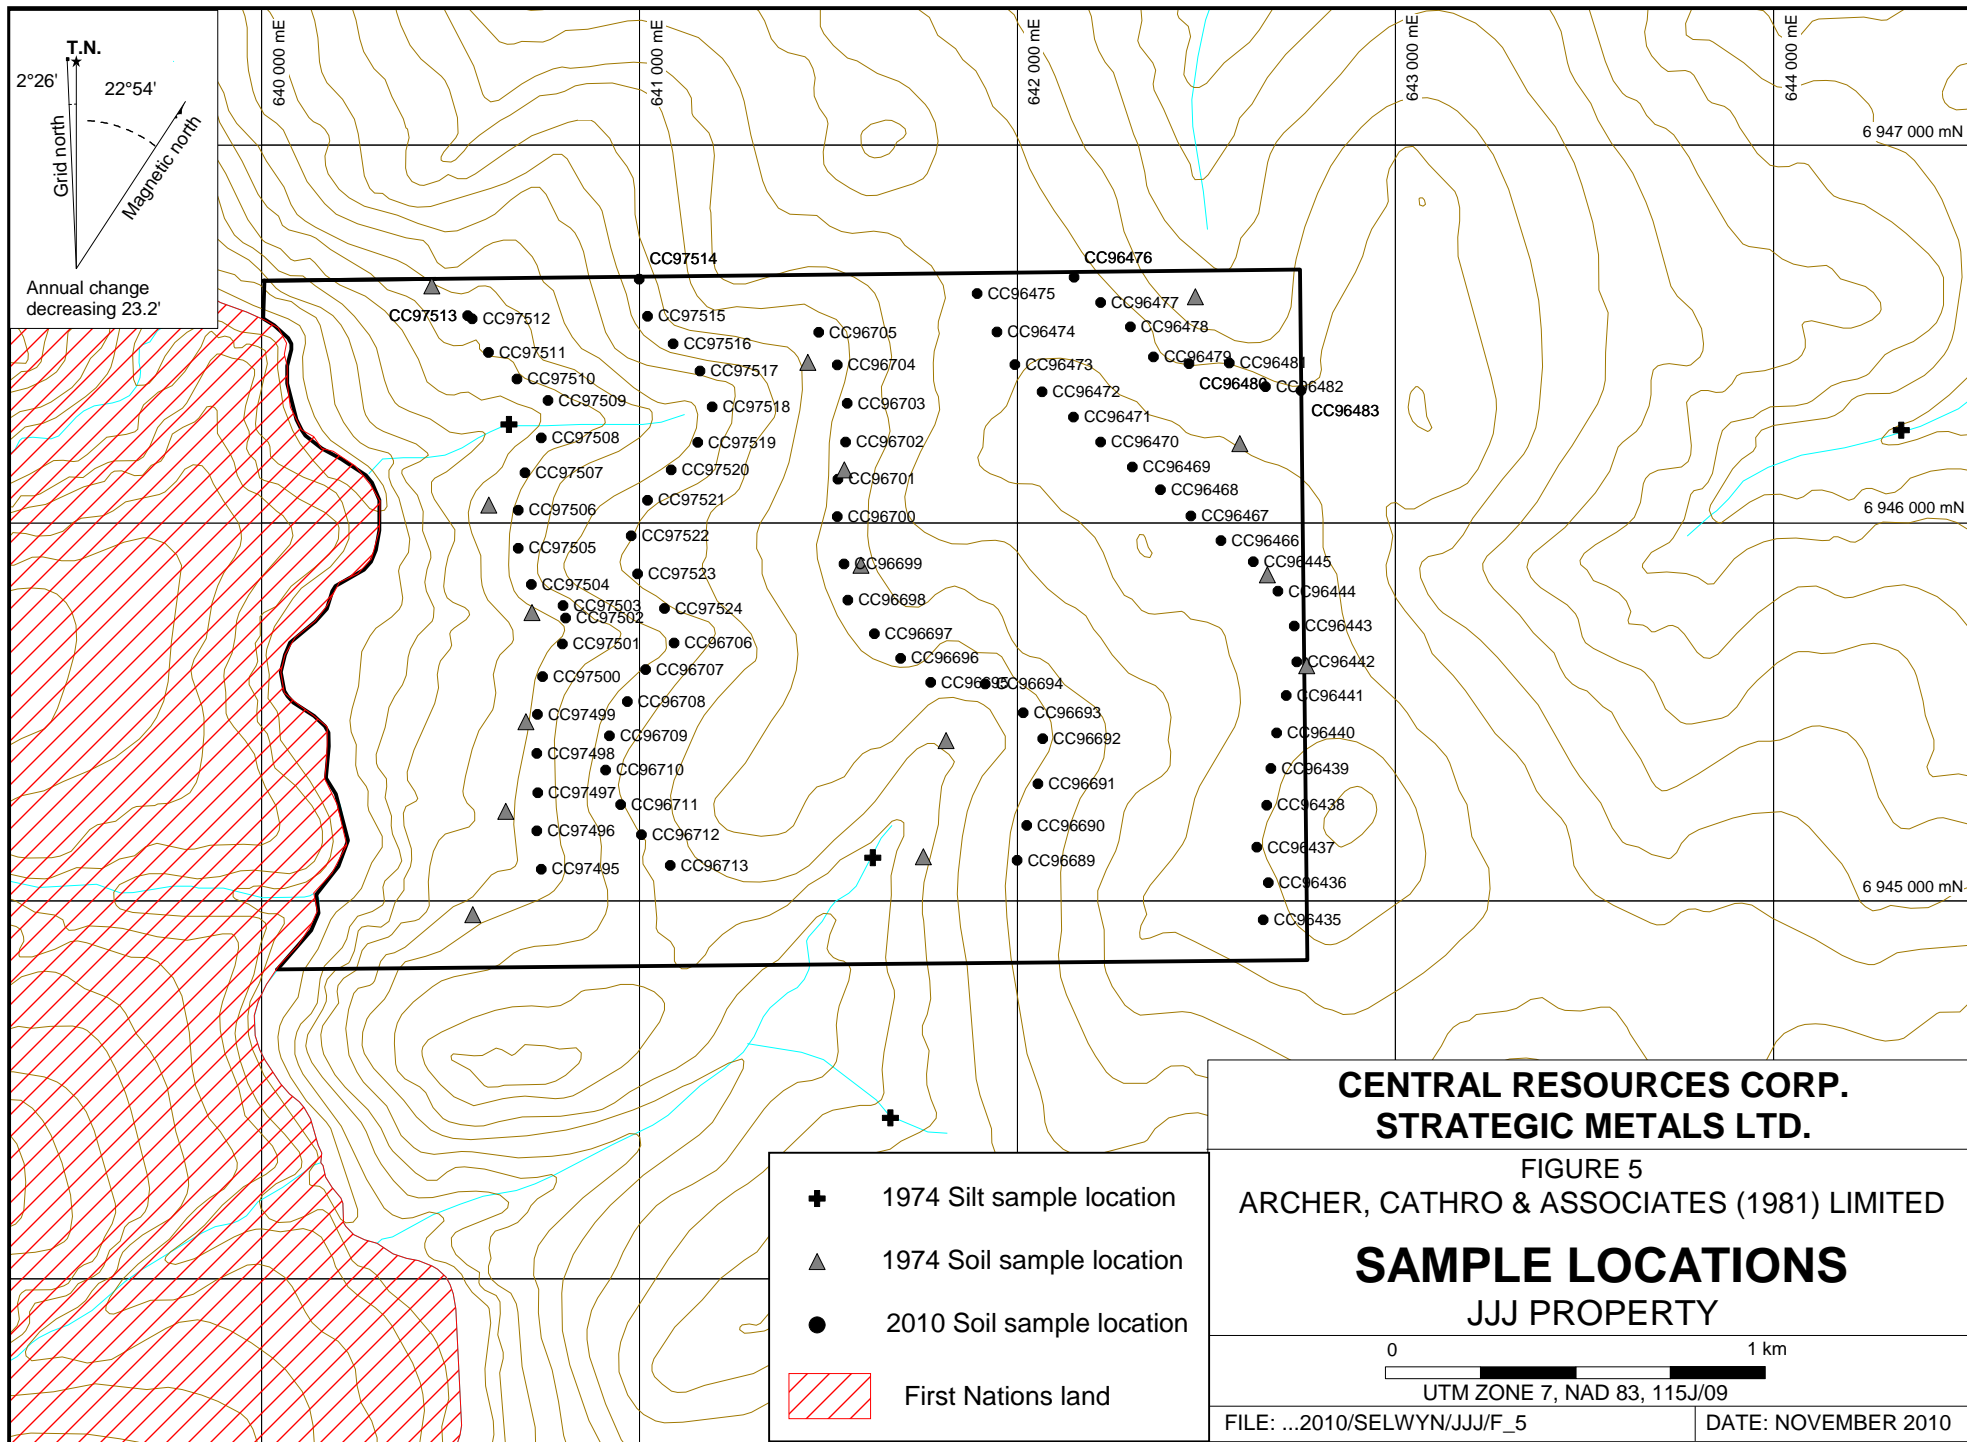 T.N.
2°26'
22°54'
Grid north
Magnetic north
Annual change
decreasing 23.2'
640 000 mE
641 000 mE
642 000 mE
643 000 mE
644 000 mE
6 947 000 mN
6 946 000 mN
6 945 000 mN
CC97514
CC96476
CC97513
CC97512
CC97515
CC96705
CC96475
CC96477
CC97511
CC97516
CC96704
CC96474
CC96478
CC97510
CC97517
CC96703
CC96473
CC96479
CC96481
CC97509
CC97518
CC96702
CC96472
CC96480
CC96482
CC97508
CC97519
CC96701
CC96471
CC96483
CC97507
CC97520
CC96700
CC96470
CC97506
CC97521
CC96699
CC96469
CC97505
CC97522
CC96698
CC96468
CC97504
CC97523
CC96697
CC96467
CC97503
CC97524
CC96696
CC96466
CC97502
CC96706
CC96695
CC96694
CC96445
CC97501
CC96707
CC96693
CC96444
CC97500
CC96708
CC96692
CC96443
CC97499
CC96709
CC96691
CC96442
CC97498
CC96710
CC96690
CC96441
CC97497
CC96711
CC96689
CC96440
CC97496
CC96712
CC96439
CC97495
CC96713
CC96438
CC96437
CC96436
CC96435
1974 Silt sample location
1974 Soil sample location
2010 Soil sample location
First Nations land
CENTRAL RESOURCES CORP.
STRATEGIC METALS LTD.
FIGURE 5
ARCHER, CATHRO & ASSOCIATES (1981) LIMITED
SAMPLE LOCATIONS
JJJ PROPERTY
0 1 km
UTM ZONE 7, NAD 83, 115J/09
FILE: ...2010/SELWYN/JJJ/F_5
DATE: NOVEMBER 2010